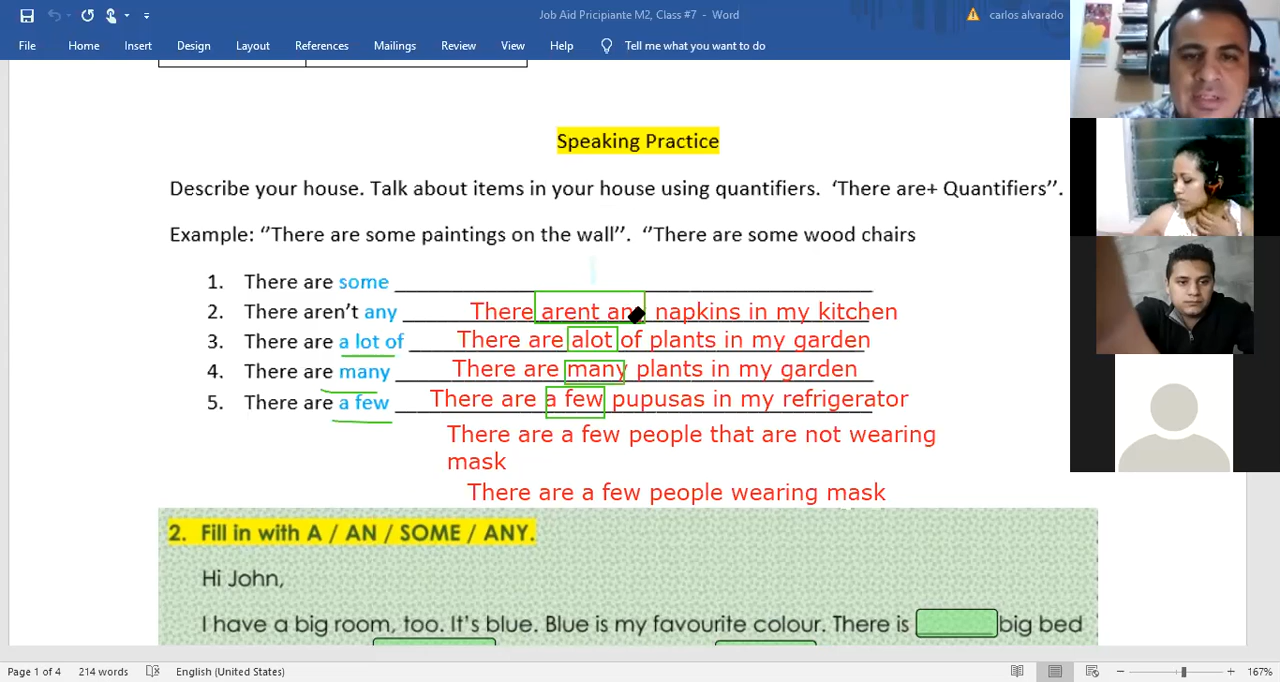 Job Aid Pricipiante M2, Class #7 - Word
carlos alvarado
File Home Insert Design Layout References Mailings Review View Help Tell me what you want to do
Speaking Practice
Describe your house. Talk about items in your house using quantifiers. ‘There are+ Quantifiers’’.
Example: ‘’There are some paintings on the wall’’. ‘’There are some wood chairs
1. There are some
2. There aren’t any There arent any napkins in my kitchen
3. There are a lot of There are alot of plants in my garden
4. There are many There are many plants in my garden
5. There are a few There are a few pupusas in my refrigerator
There are a few people that are not wearing
mask
There are a few people wearing mask
2. Fill in with A / AN / SOME / ANY.
Hi John,
I have a big room, too. It’s blue. Blue is my favourite colour. There is big bed
Page 1 of 4 214 words English (United States) 167%